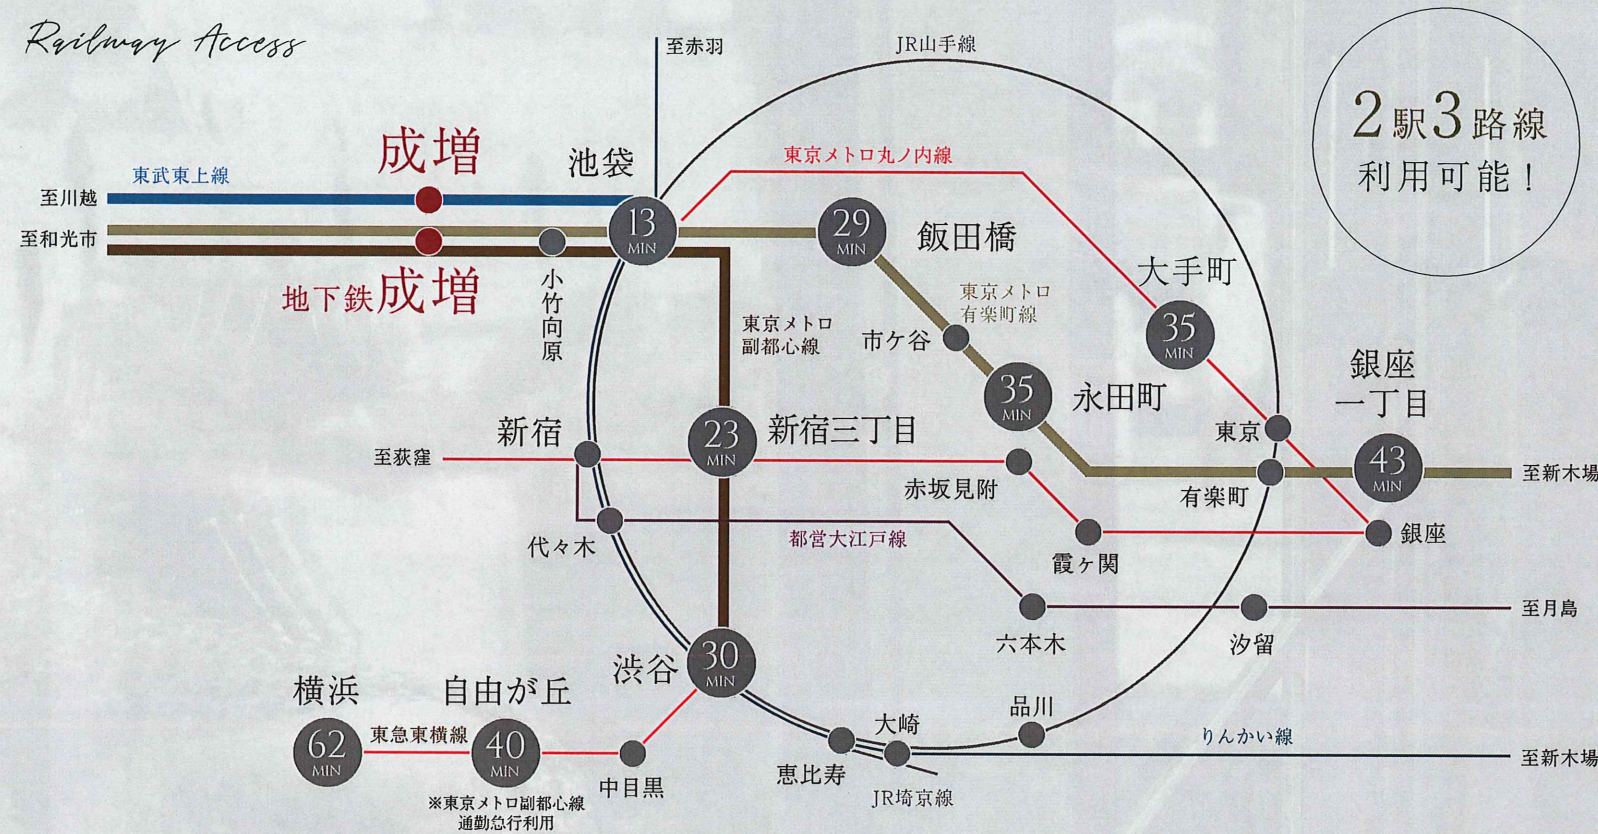 Railway Access
至赤羽
JR山手線
2駅3路線
利用可能！
成増
池袋
東京メトロ丸ノ内線
東武東上線
至川越
至和光市
13
MIN
29
MIN
飯田橋
地下鉄成増
小竹向原
大手町
35
MIN
東京メトロ
有楽町線
東京メトロ
副都心線
市ケ谷
銀座
一丁目
35
MIN
永田町
新宿
23
MIN
新宿三丁目
東京
至荻窪
43
MIN
至新木場
赤坂見附
有楽町
代々木
都営大江戸線
霞ヶ関
銀座
六本木
汐留
至月島
渋谷
30
MIN
横浜
自由が丘
62
MIN
東急東横線
40
MIN
中目黒
※東京メトロ副都心線
通勤急行利用
恵比寿
大崎
品川
りんかい線
至新木場
JR埼京線